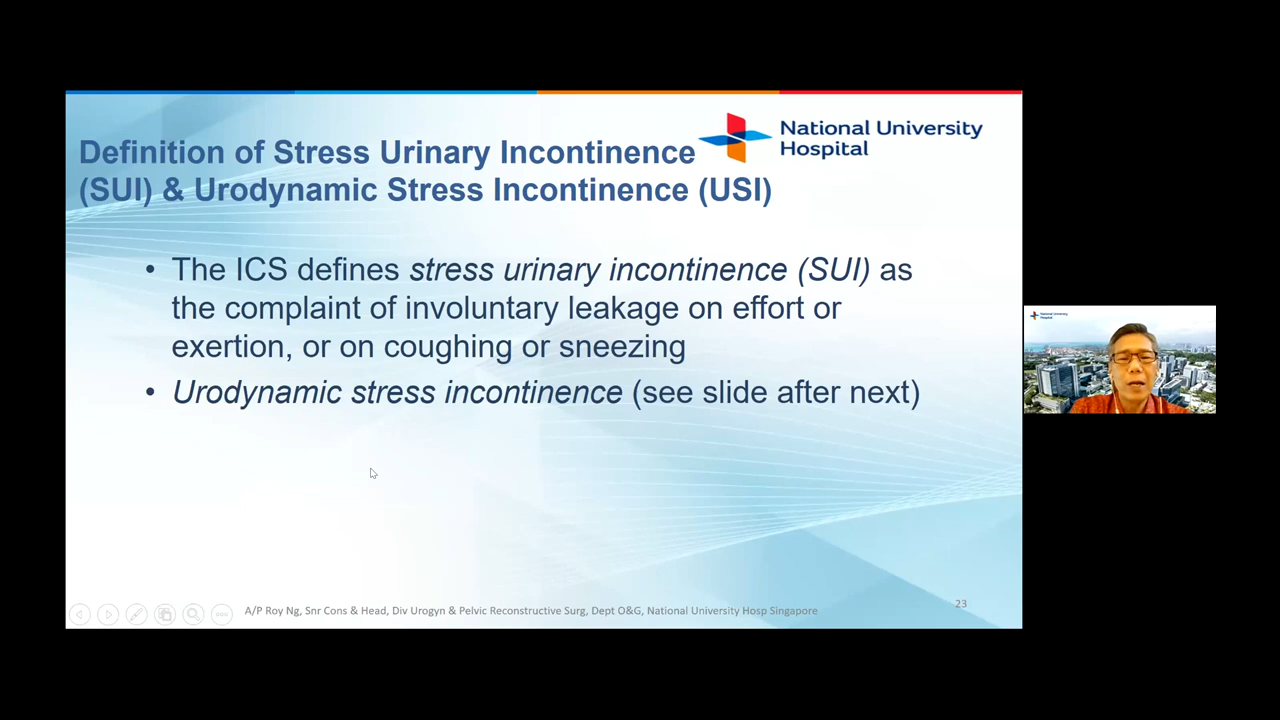 Definition of Stress Urinary Incontinence
(SUI) & Urodynamic Stress Incontinence (USI)
National University
Hospital
• The ICS defines stress urinary incontinence (SUI) as
the complaint of involuntary leakage on effort or
exertion, or on coughing or sneezing
• Urodynamic stress incontinence (see slide after next)
A/P Roy Ng, Snr Cons & Head, Div Urogyn & Pelvic Reconstructive Surg, Dept O&G, National University Hosp Singapore
23
National University
Hospital